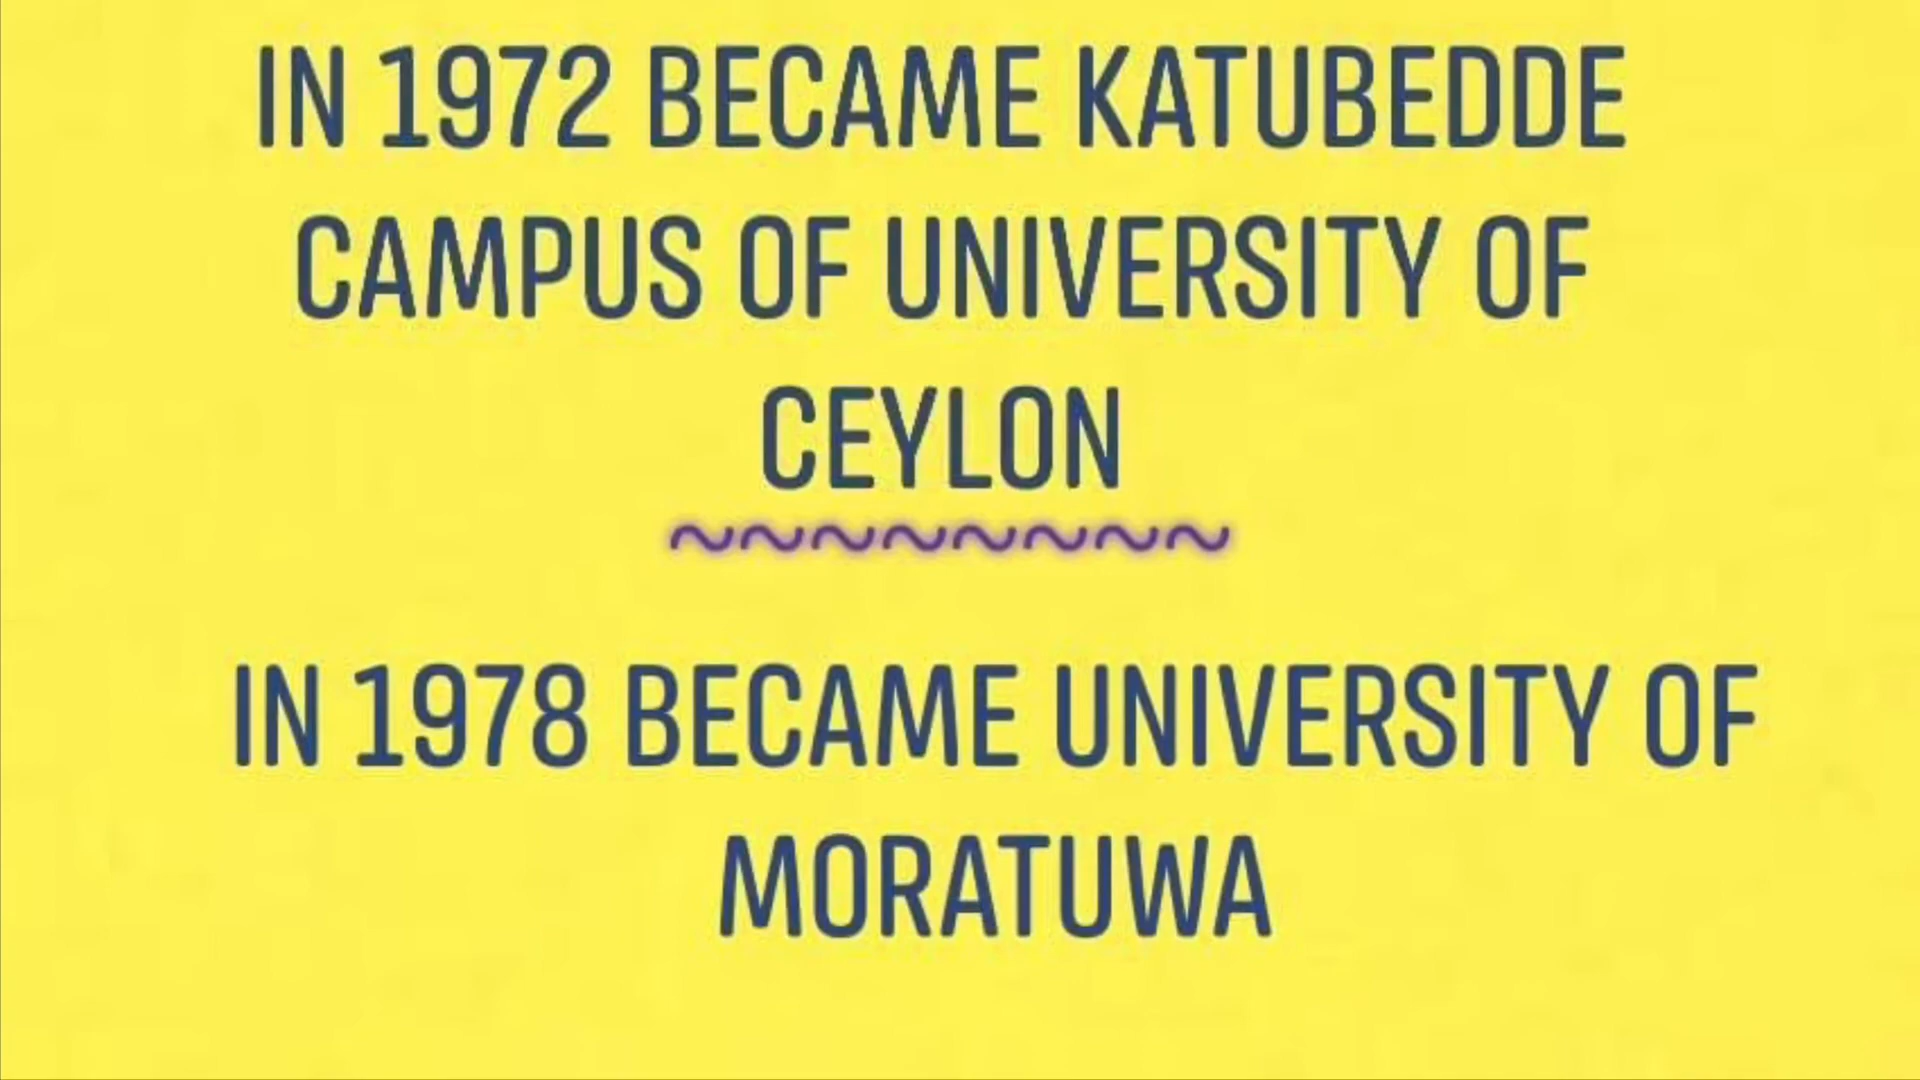 IN 1972 BECAME KATUBEDDE
CAMPUS OF UNIVERSITY OF
CEYLON
IN 1978 BECAME UNIVERSITY OF
MORATUWA